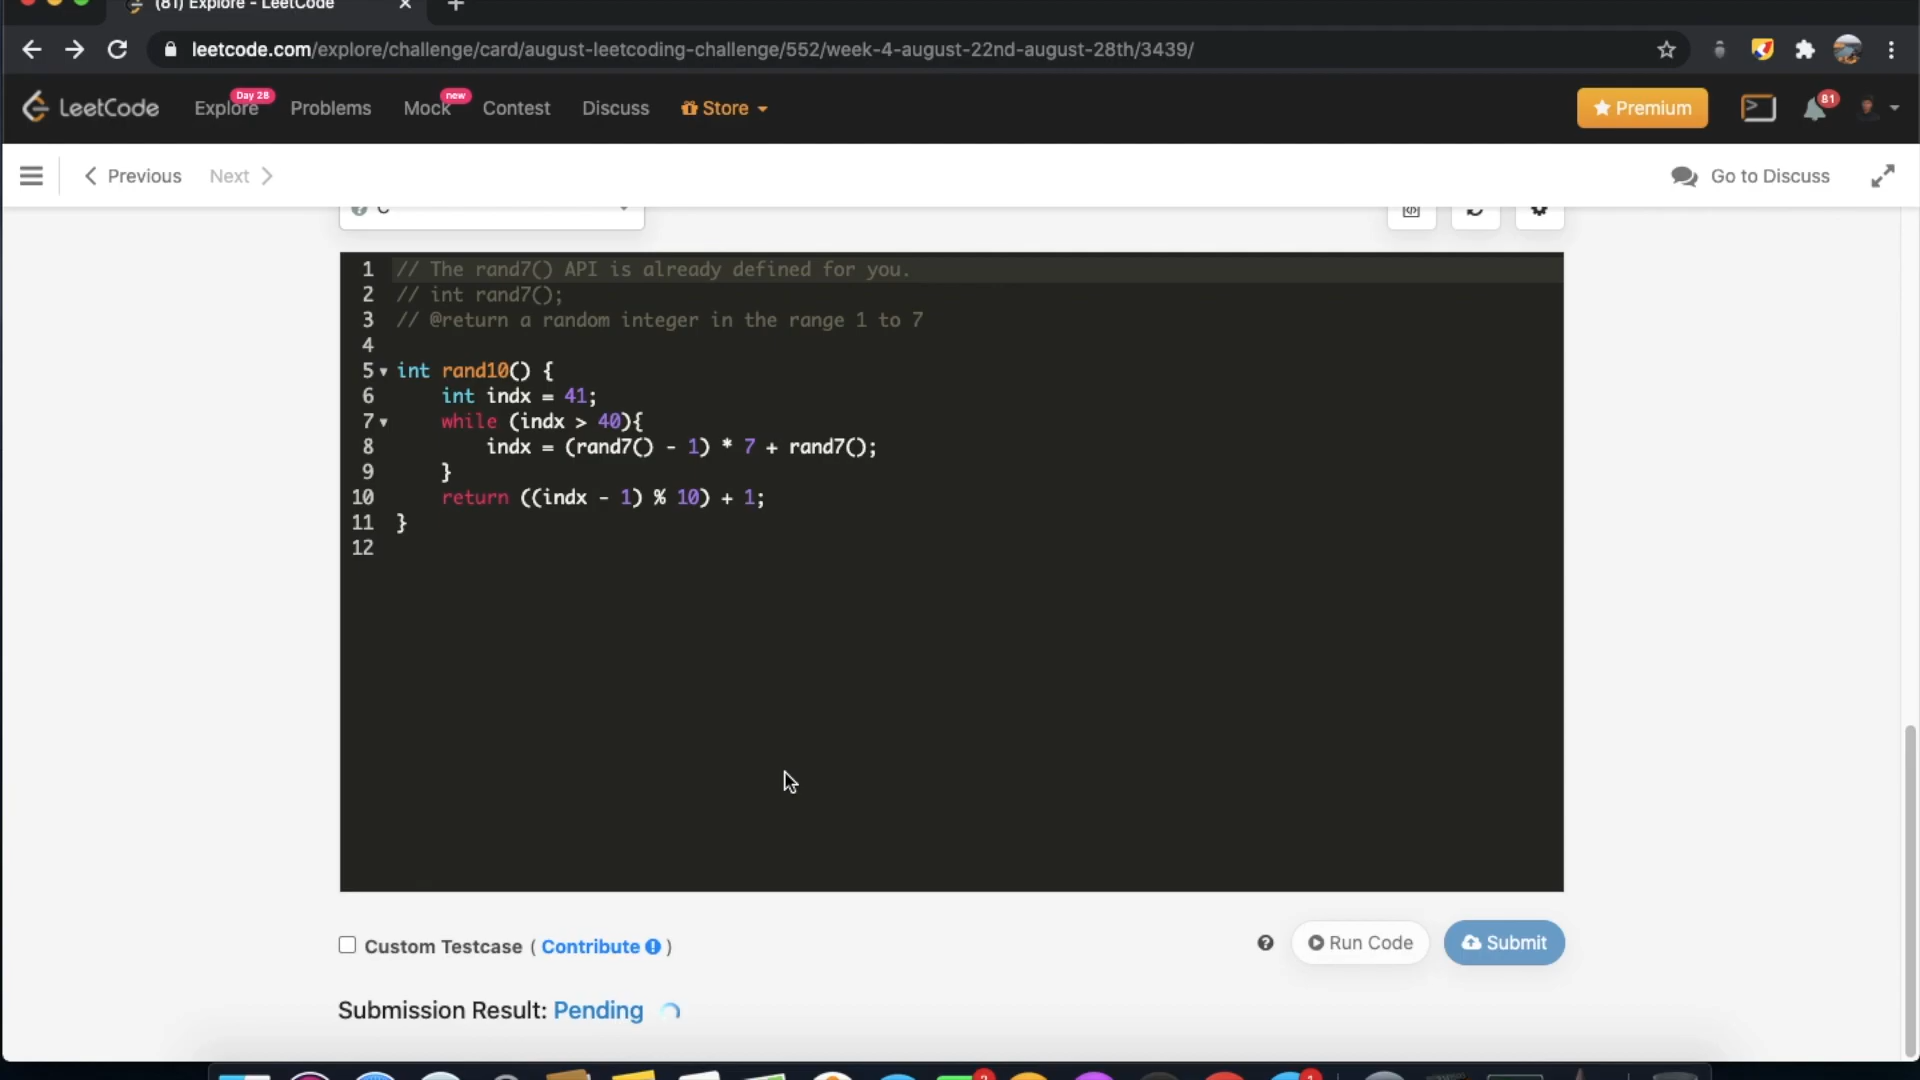 (81) Explore - LeetCode
leetcode.com/explore/challenge/card/august-leetcoding-challenge/552/week-4-august-22nd-august-28th/3439/
LeetCode Explore Day 28 Problems Mock new Contest Discuss Store Premium 81
Previous Next Go to Discuss
C
1 // The rand7() API is already defined for you.
2 // int rand7();
3 // @return a random integer in the range 1 to 7
4
5 int rand10() {
6 int indx = 41;
7 while (indx > 40){
8 indx = (rand7() - 1) * 7 + rand7();
9 }
10 return ((indx - 1) % 10) + 1;
11 }
12
Custom Testcase ( Contribute ) Run Code Submit
Submission Result: Pending